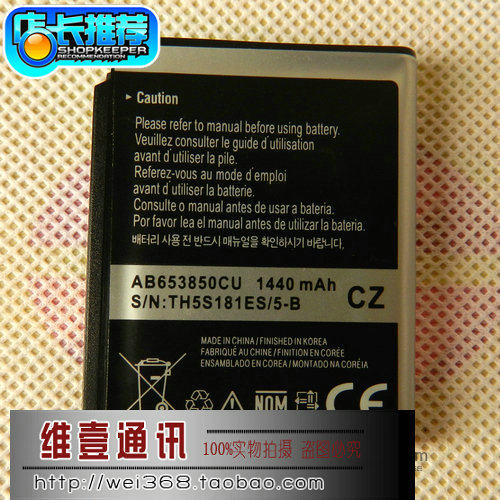 店长推荐
SHOPKEEPER
RECOMMENDATION
Caution
Please refer to manual before using battery.
Veuillez consulter le guide d'utilisation
avant d'utiliser la pile.
Referez-vous au mode d'emploi
avant d'utiliser la batterie.
Consulte o manual antes de usar a bateria.
Por favor lea el manual antes de utilizar la bateria.
배터리 사용 전 반드시 매뉴얼을 확인하시기 바랍니다.
AB653850CU 1440 mAh
S/N:TH5S181ES/5-B CZ
MADE IN CHINA / FINISHED IN KOREA
FABRIQUÉ AU CHINE / FINITION EN CORÉE
ENSAMBLADO EN CHINA / ACABADO EN COREA
MONTADO NA CORÉIA
NOM
CE
维壹通讯 100%实物拍摄 盗图可耻
http://wei368.taobao.com